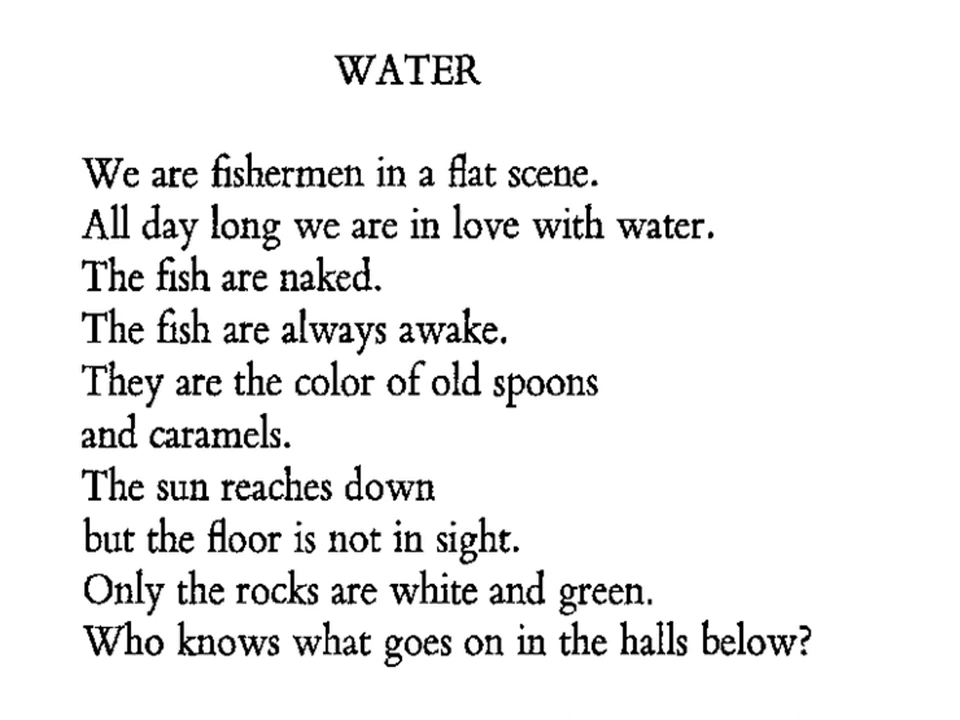 WATER
We are fishermen in a flat scene.
All day long we are in love with water.
The fish are naked.
The fish are always awake.
They are the color of old spoons
and caramels.
The sun reaches down
but the floor is not in sight.
Only the rocks are white and green.
Who knows what goes on in the halls below?